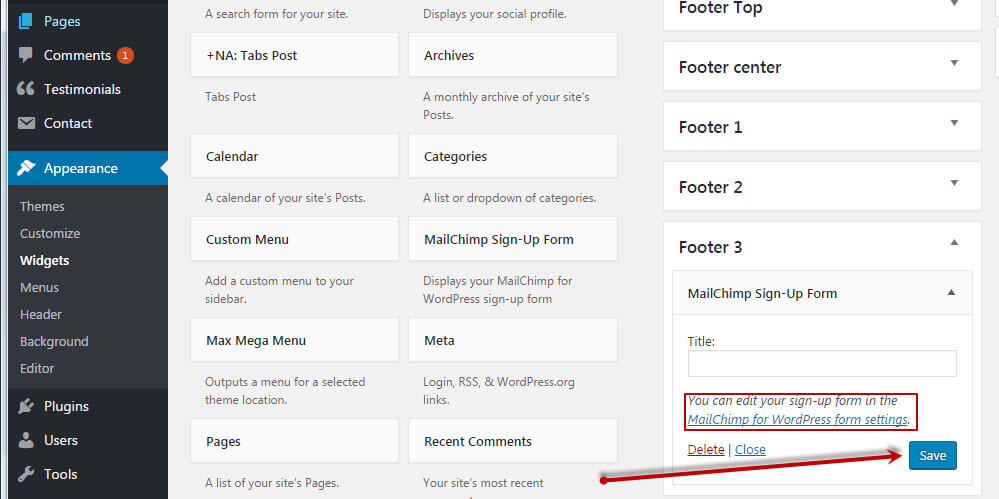 Pages
Comments 1
Testimonials
Contact
Appearance
Themes
Customize
Widgets
Menus
Header
Background
Editor
Plugins
Users
Tools
A search form for your site.
Displays your social profile.
+NA: Tabs Post
Archives
Tabs Post
A monthly archive of your site's
Posts.
Calendar
Categories
A calendar of your site's Posts.
A list or dropdown of categories.
Custom Menu
MailChimp Sign-Up Form
Add a custom menu to your
sidebar.
Displays your MailChimp for
WordPress sign-up form
Max Mega Menu
Meta
Outputs a menu for a selected
theme location.
Login, RSS, & WordPress.org
links.
Pages
Recent Comments
A list of your site's Pages.
Your site's most recent
Footer Top
Footer center
Footer 1
Footer 2
Footer 3
MailChimp Sign-Up Form
Title:
You can edit your sign-up form in the
MailChimp for WordPress form settings.
Delete | Close
Save